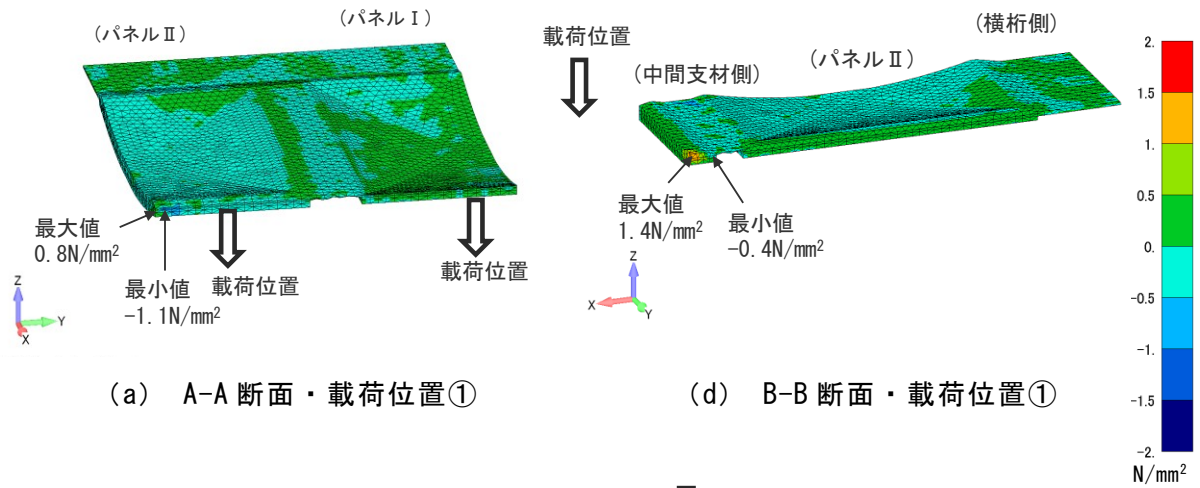 (パネルⅡ)
(パネルⅠ)
最大値
0.8N/mm²
最小値
-1.1N/mm²
載荷位置
載荷位置
Z
Y
X
(a) A-A断面・載荷位置①
載荷位置
(中間支材側)
(パネルⅡ)
(横桁側)
最大値
1.4N/mm²
最小値
-0.4N/mm²
Z
X
Y
(d) B-B断面・載荷位置①
2.
1.5
1.
0.5
0.
-0.5
-1.
-1.5
-2.
N/mm²